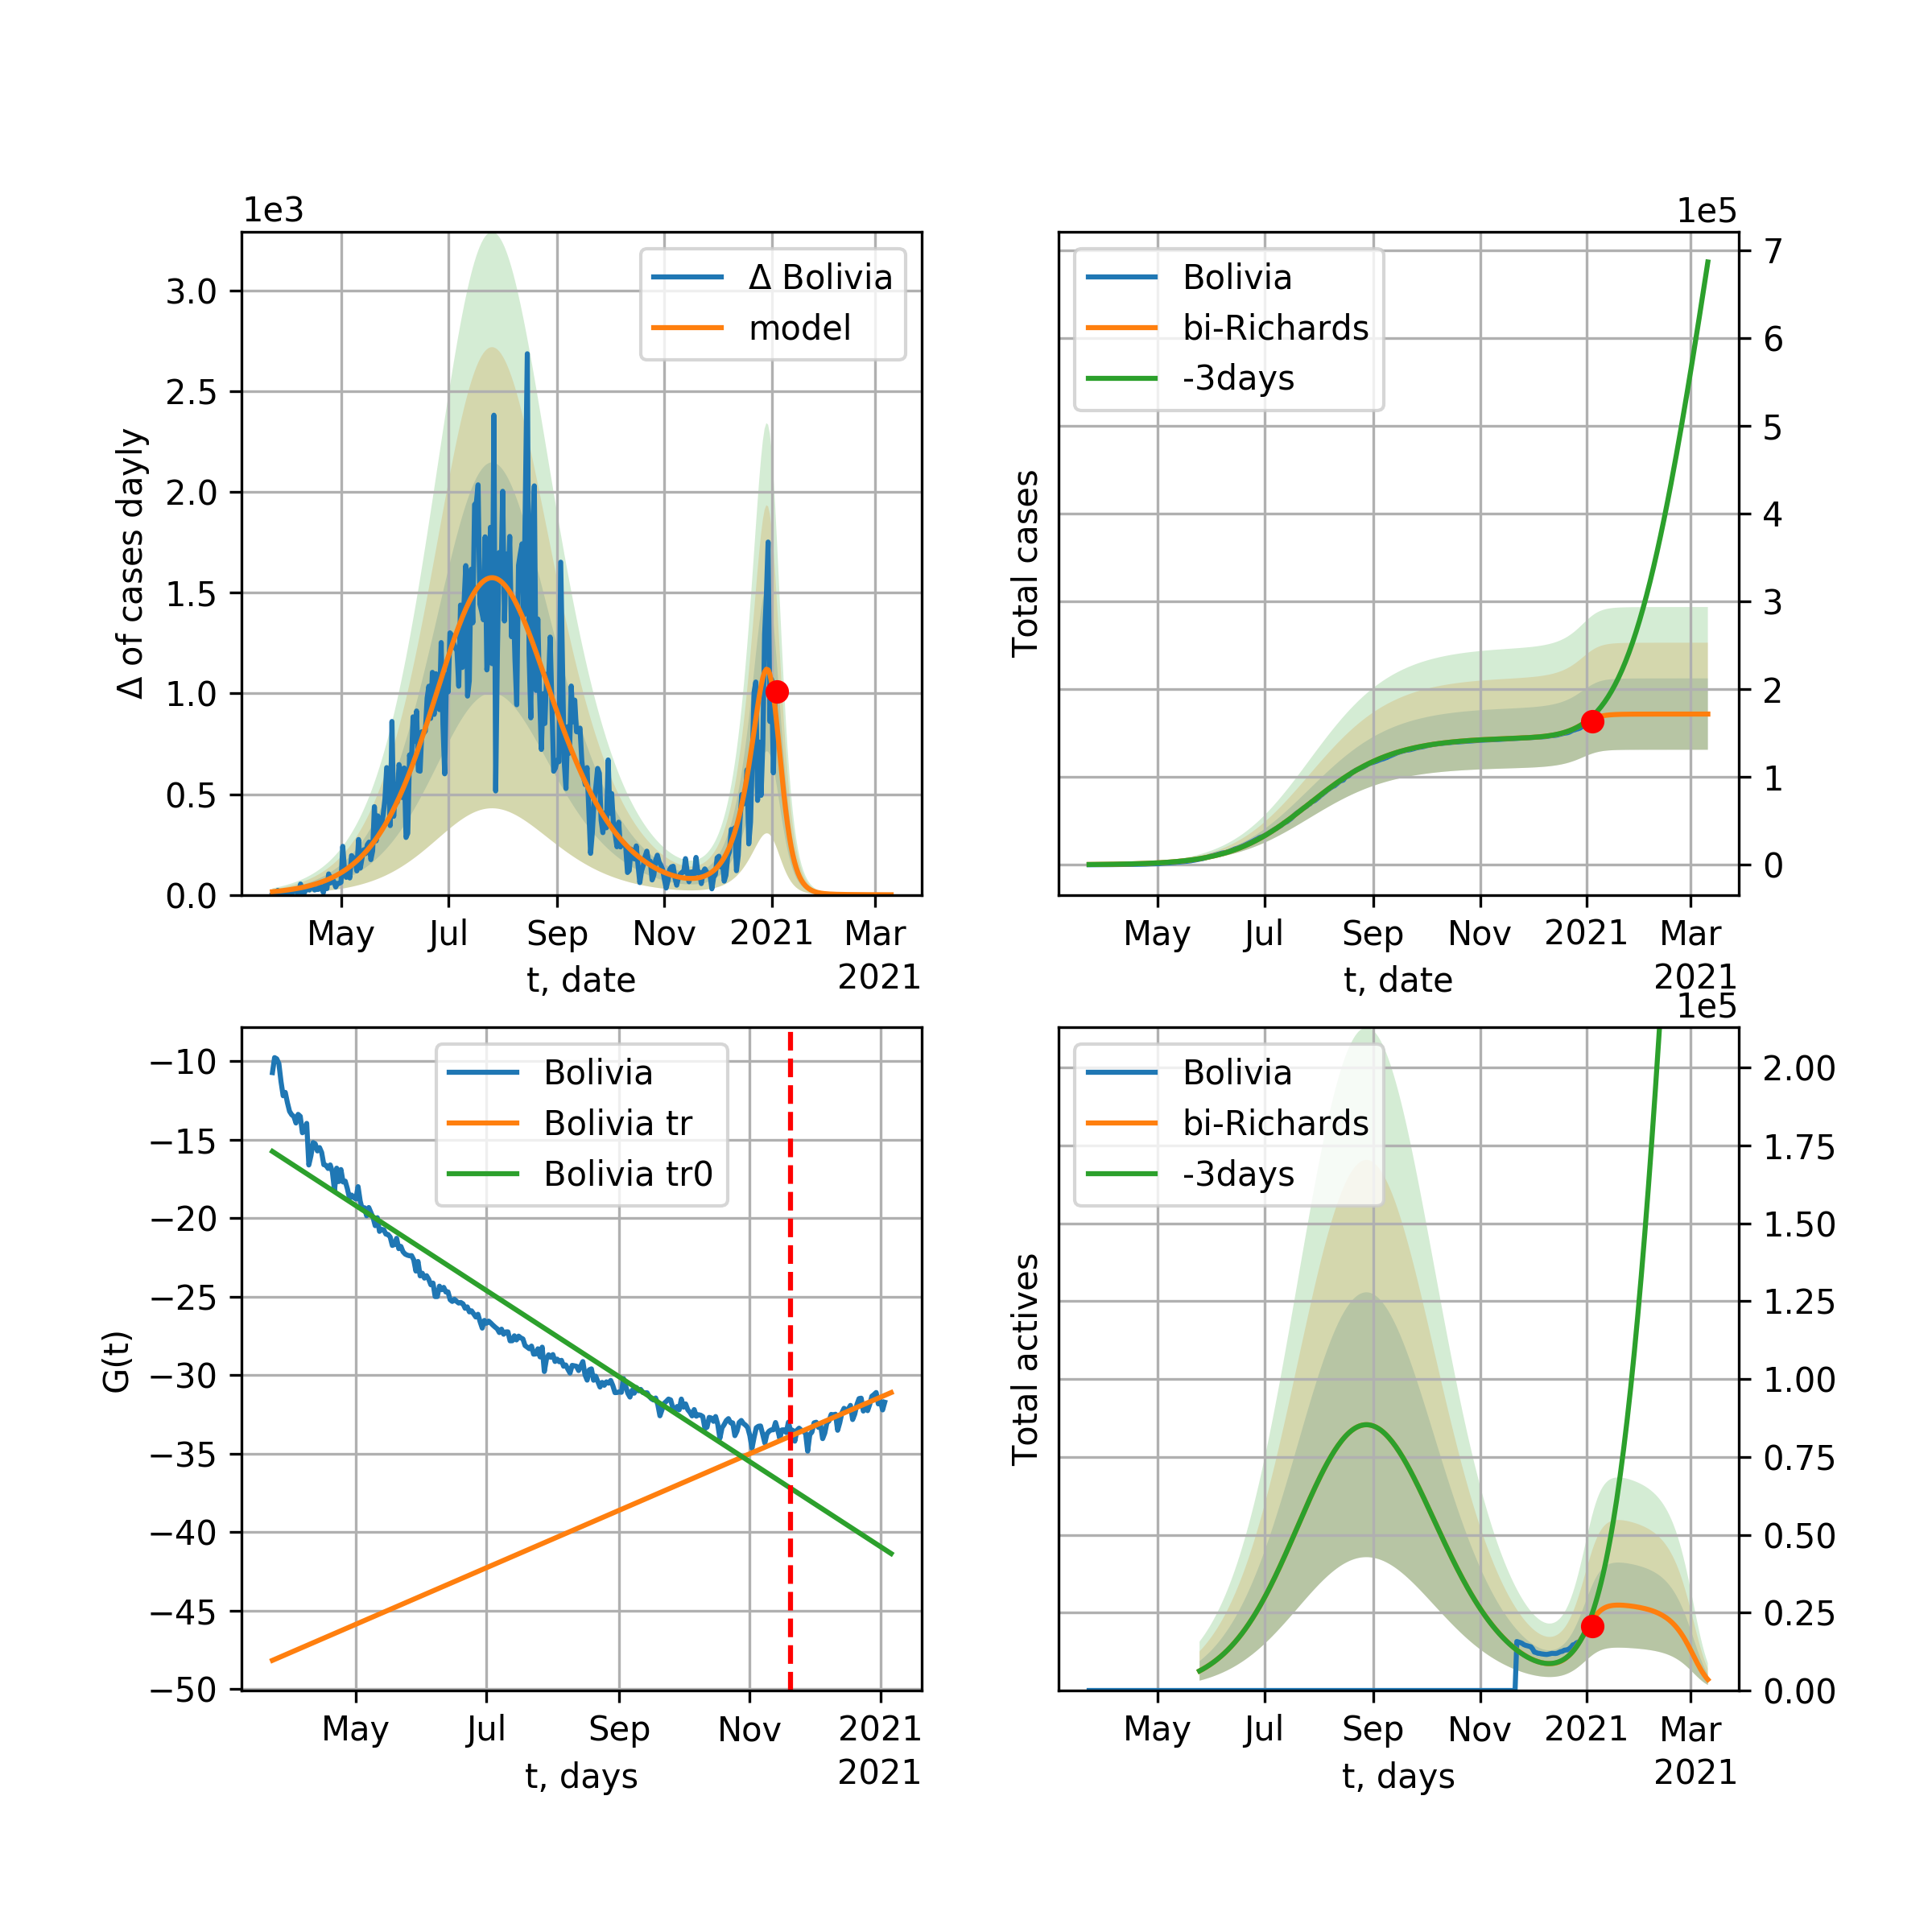 1e3
3.0
2.5
2.0
1.5
1.0
0.5
0.0
Δ of cases dayly
Δ Bolivia
model
May Jul Sep Nov 2021 Mar
t, date 2021
1e5
7
6
5
4
3
2
1
0
Total cases
Bolivia
bi-Richards
-3days
May Jul Sep Nov 2021 Mar
t, date 2021
−10
−15
−20
−25
−30
−35
−40
−45
−50
G(t)
Bolivia
Bolivia tr
Bolivia tr0
May Jul Sep Nov 2021
t, days 2021
1e5
2.00
1.75
1.50
1.25
1.00
0.75
0.50
0.25
0.00
Total actives
Bolivia
bi-Richards
-3days
May Jul Sep Nov 2021 Mar
t, days 2021